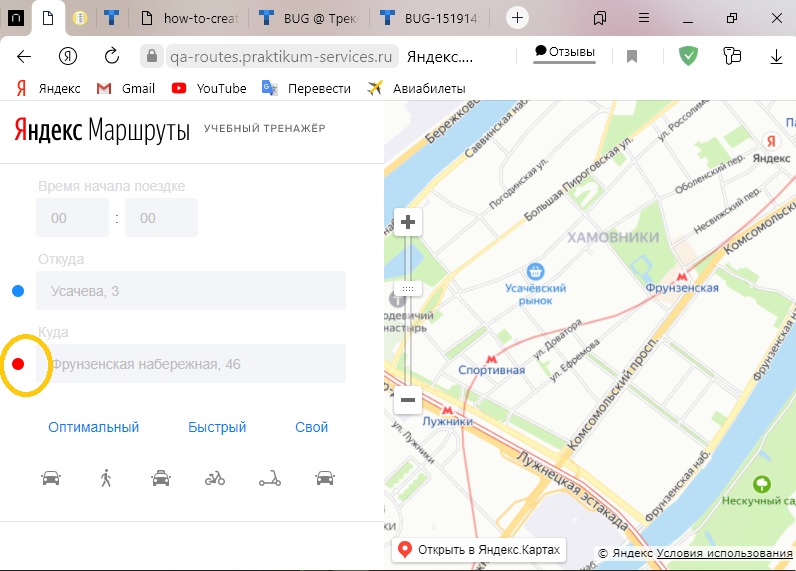 how-to-creat
BUG @ Трек
BUG-151914
qa-routes.praktikum-services.ru
Яндекс....
Отзывы
Яндекс
Gmail
YouTube
Перевести
Авиабилеты
Яндекс Маршруты
УЧЕБНЫЙ ТРЕНАЖЁР
Время начала поездке
00 : 00
Откуда
Усачева, 3
Куда
Фрунзенская набережная, 46
Оптимальный
Быстрый
Свой
Бережковс
Саввинская наб.
Погодинская ул.
Большая Пироговская ул.
ул. Россолимо
Яндекс
Оболенский пер.
Несвижский пер.
Комсомольски
ХАМОВНИКИ
Фрунзенская
Усачёвский
рынок
одевичий
астырь
ул. Доватора
ул. Ефремова
Спортивная
Комсомольский просп.
Лужники
ул. Лужники
Лужнецкая эстакада
Фрунзенская наб.
Нескучный сад
Открыть в Яндекс.Картах
© Яндекс Условия использования